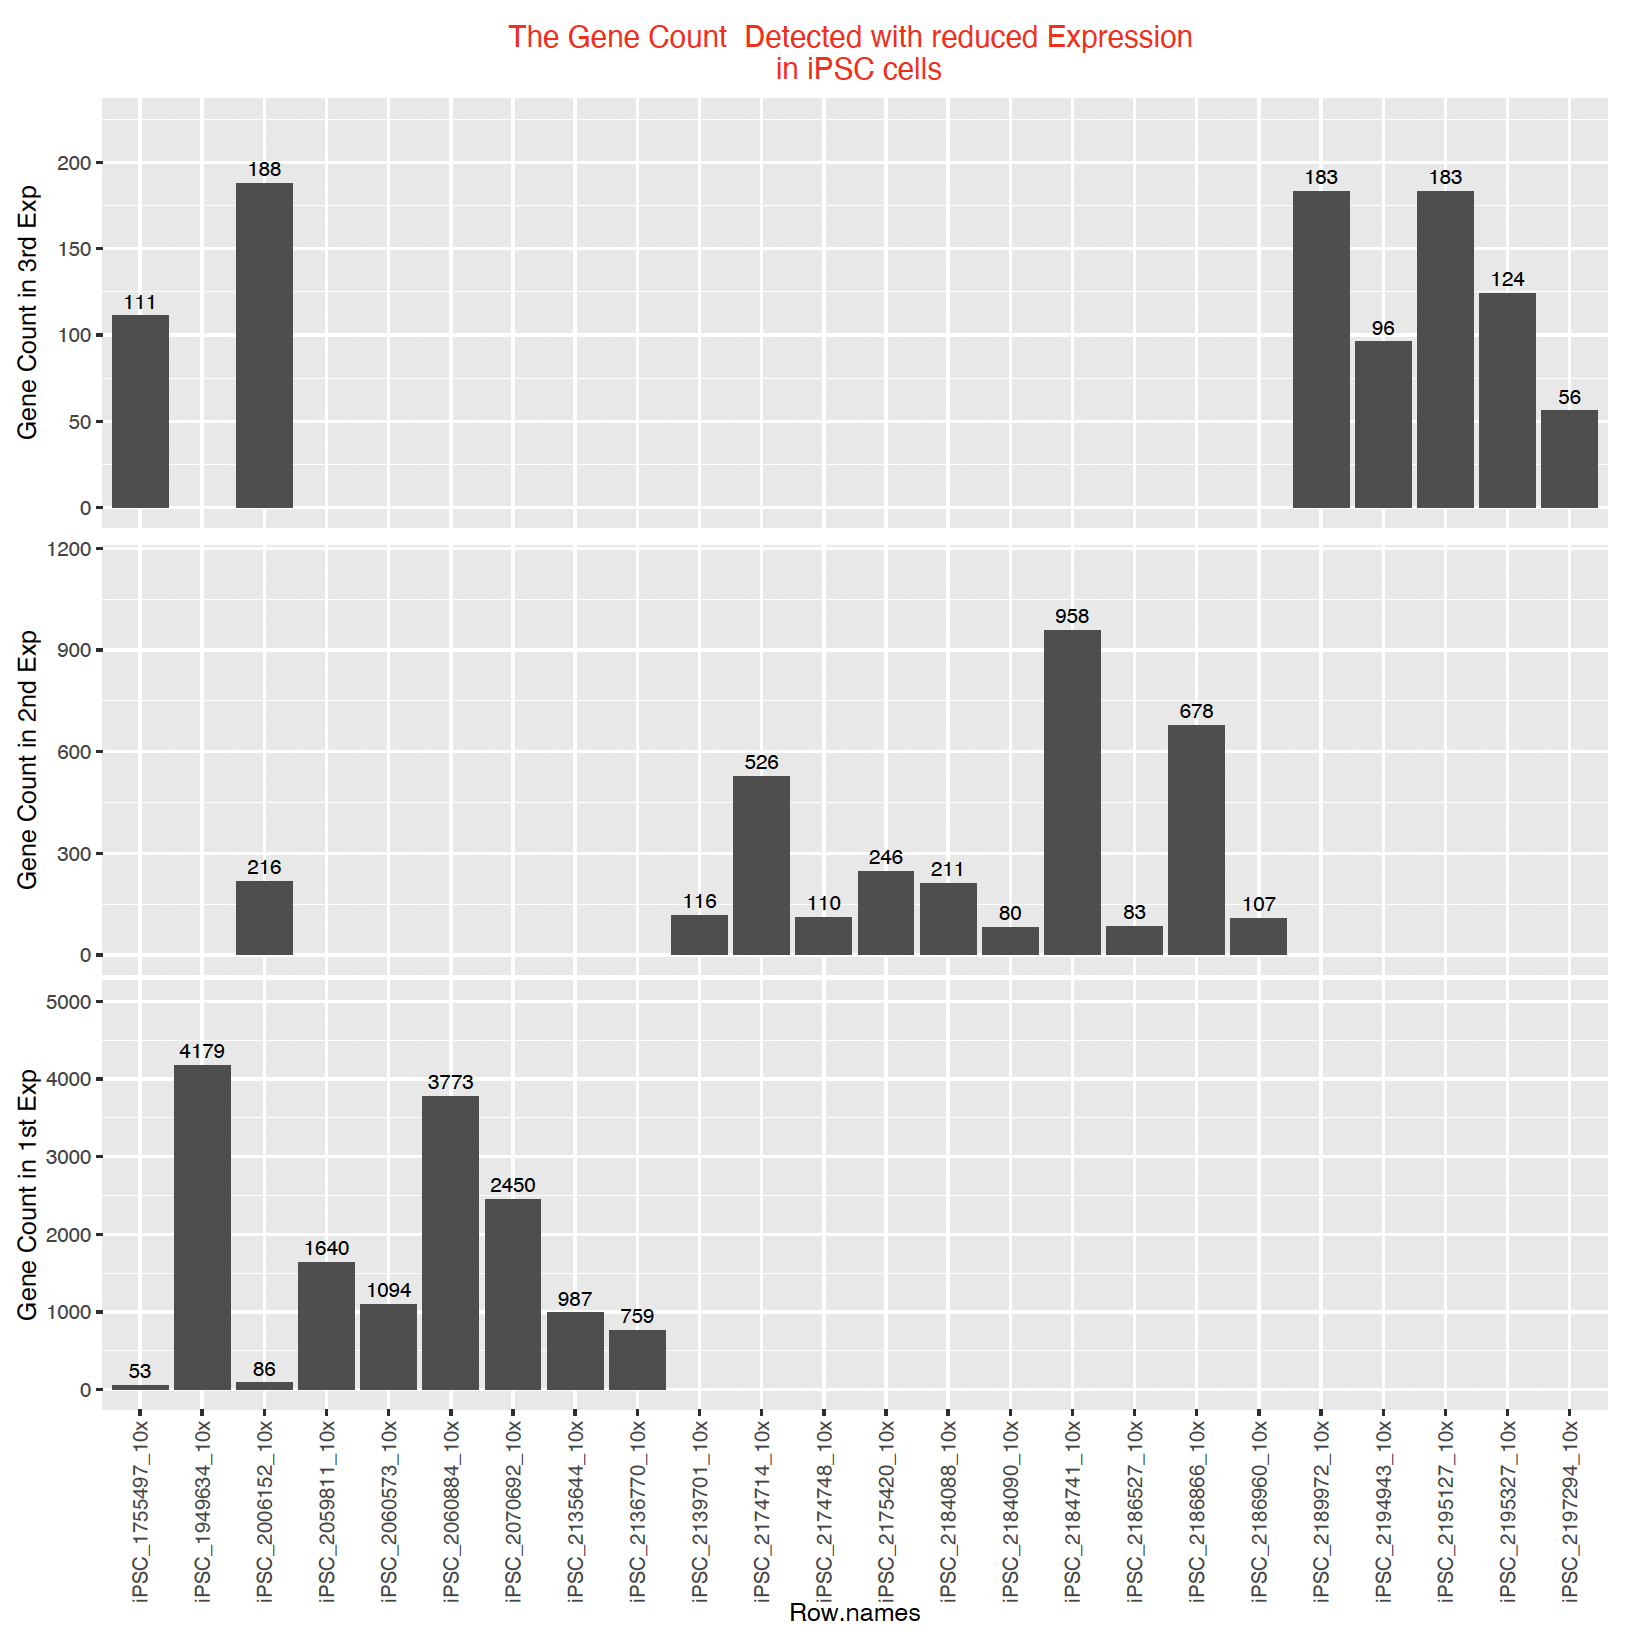 The Gene Count  Detected with reduced Expression
in iPSC cells
Gene Count in 3rd Exp
200
150
100
50
0
111
188
183
96
183
124
56
Gene Count in 2nd Exp
1200
900
600
300
0
216
116
526
110
246
211
80
958
83
678
107
Gene Count in 1st Exp
5000
4000
3000
2000
1000
0
53
4179
86
1640
1094
3773
2450
987
759
iPSC_1755497_10x
iPSC_1949634_10x
iPSC_2006152_10x
iPSC_2059811_10x
iPSC_2060573_10x
iPSC_2060884_10x
iPSC_2070692_10x
iPSC_2135644_10x
iPSC_2136770_10x
iPSC_2139701_10x
iPSC_2174714_10x
iPSC_2174748_10x
iPSC_2175420_10x
iPSC_2184088_10x
iPSC_2184090_10x
iPSC_2184741_10x
iPSC_2186527_10x
iPSC_2186866_10x
iPSC_2186960_10x
iPSC_2189972_10x
iPSC_2194943_10x
iPSC_2195127_10x
iPSC_2195327_10x
iPSC_2197294_10x
Row.names